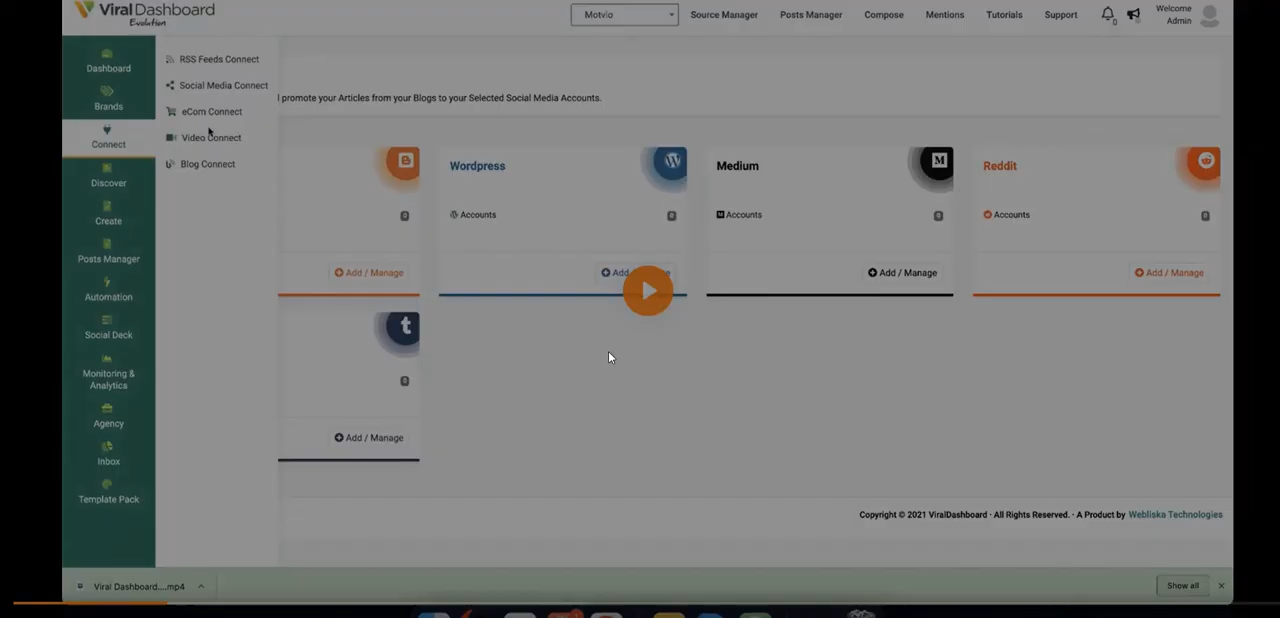 ViralDashboard
Evolution
Motvio
Source Manager
Posts Manager
Compose
Mentions
Tutorials
Support
0
Welcome
Admin
Dashboard
Brands
Connect
Discover
Create
Posts Manager
Automation
Social Deck
Monitoring &
Analytics
Agency
Inbox
Template Pack
RSS Feeds Connect
Social Media Connect
eCom Connect
Video Connect
Blog Connect
promote your Articles from your Blogs to your Selected Social Media Accounts.
0
Add / Manage
Wordpress
Accounts
0
Add
Medium
Accounts
0
Add / Manage
Reddit
Accounts
0
Add / Manage
0
Add / Manage
Copyright © 2021 ViralDashboard · All Rights Reserved. · A Product by Webliska Technologies
Viral Dashboard....mp4
Show all